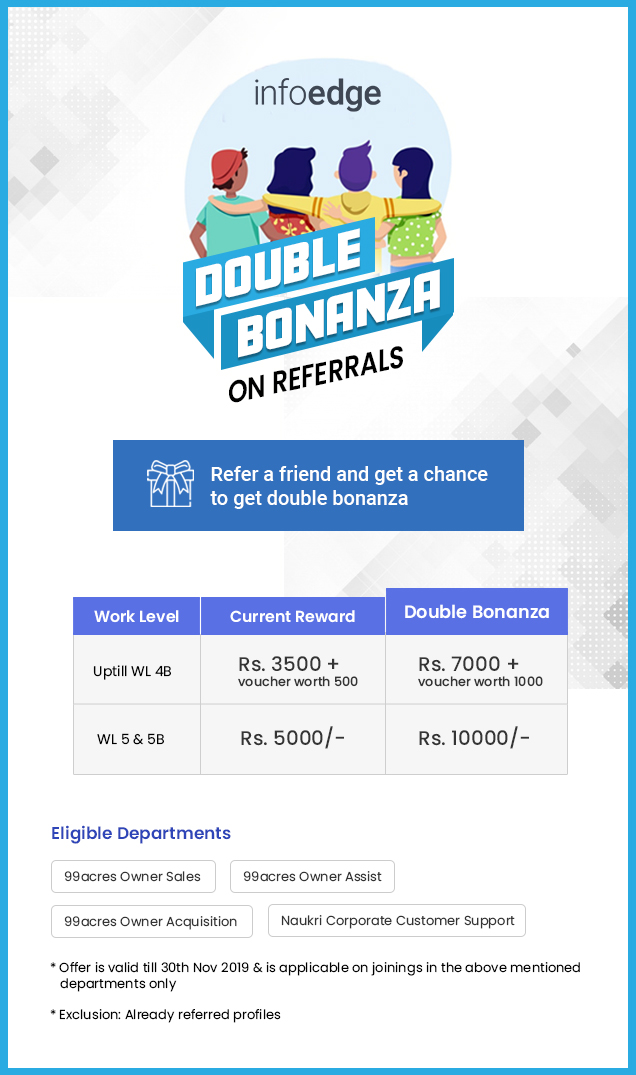 infoedge
DOUBLE
BONANZA
ON REFERRALS
Refer a friend and get a chance
to get double bonanza
Work Level Current Reward Double Bonanza
Uptill WL 4B Rs. 3500 + Rs. 7000 +
voucher worth 500 voucher worth 1000
WL 5 & 5B Rs. 5000/- Rs. 10000/-
Eligible Departments
99acres Owner Sales 99acres Owner Assist
99acres Owner Acquisition Naukri Corporate Customer Support
* Offer is valid till 30th Nov 2019 & is applicable on joinings in the above mentioned
departments only
* Exclusion: Already referred profiles